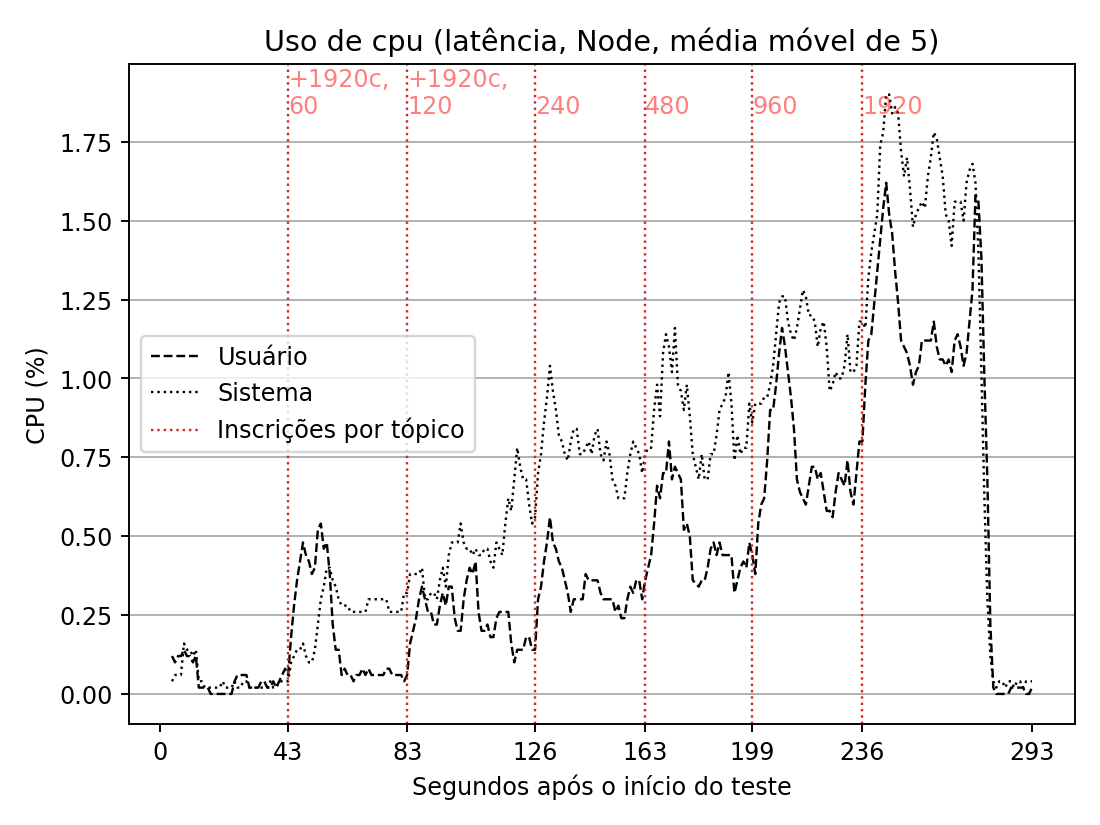 Uso de cpu (latência, Node, média móvel de 5)
+1920c, +1920c,
60 120 240 480 960 1920
1.75
1.50
1.25
1.00
0.75
0.50
0.25
0.00
CPU (%)
Usuário
Sistema
Inscrições por tópico
0 43 83 126 163 199 236 293
Segundos após o início do teste